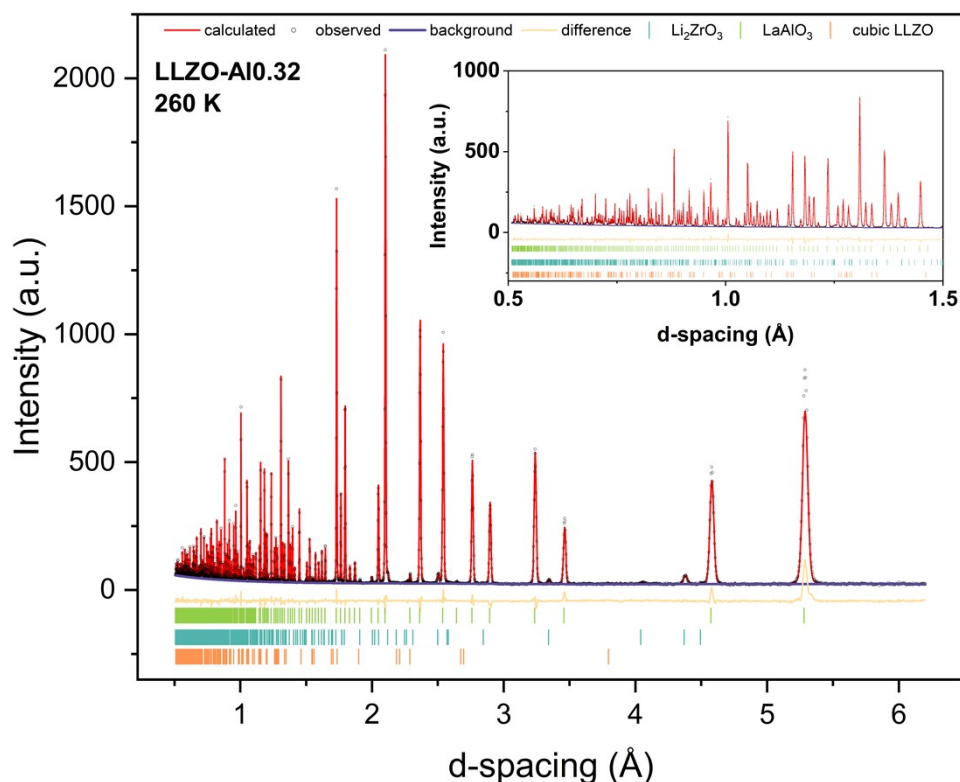 calculated observed background difference Li₂ZrO₃ LaAlO₃ cubic LLZO
LLZO-Al0.32
260 K
Intensity (a.u.)
2000
1500
1000
500
0
1 2 3 4 5 6
d-spacing (Å)
Intensity (a.u.)
1000
500
0
0.5 1.0 1.5
d-spacing (Å)